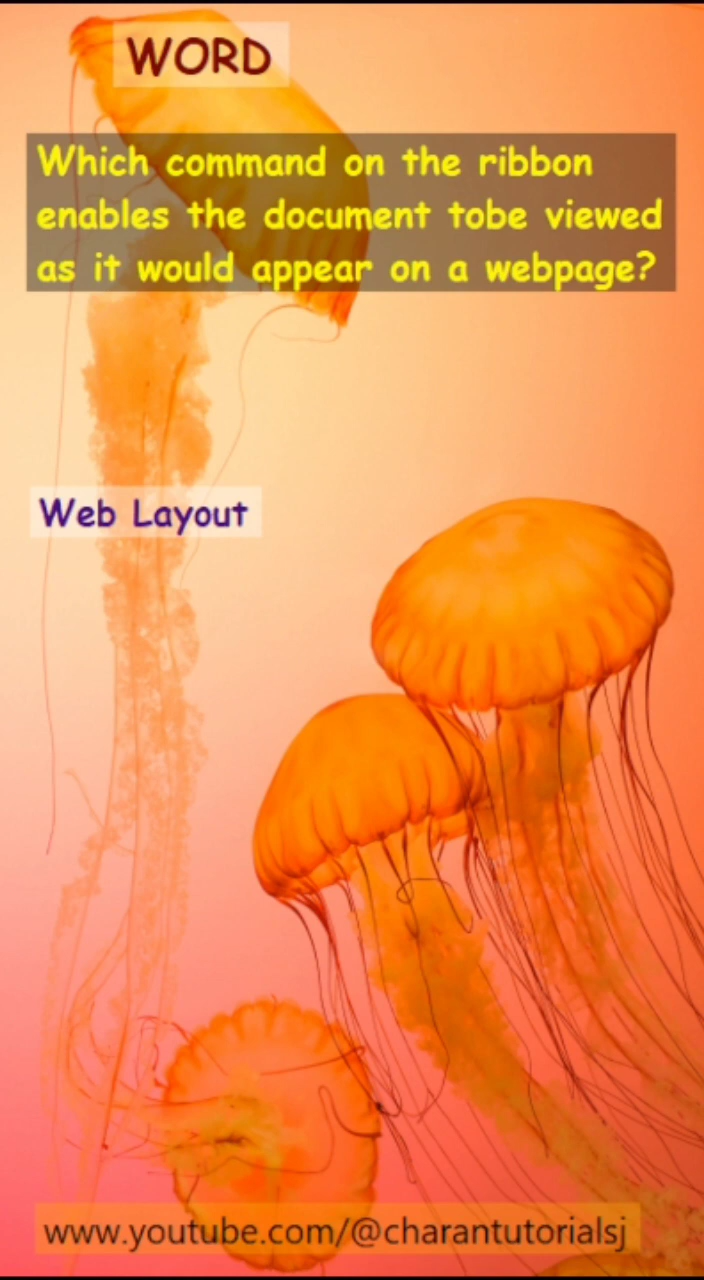 WORD
Which command on the ribbon
enables the document tobe viewed
as it would appear on a webpage?
Web Layout
www.youtube.com/@charantutorialsj